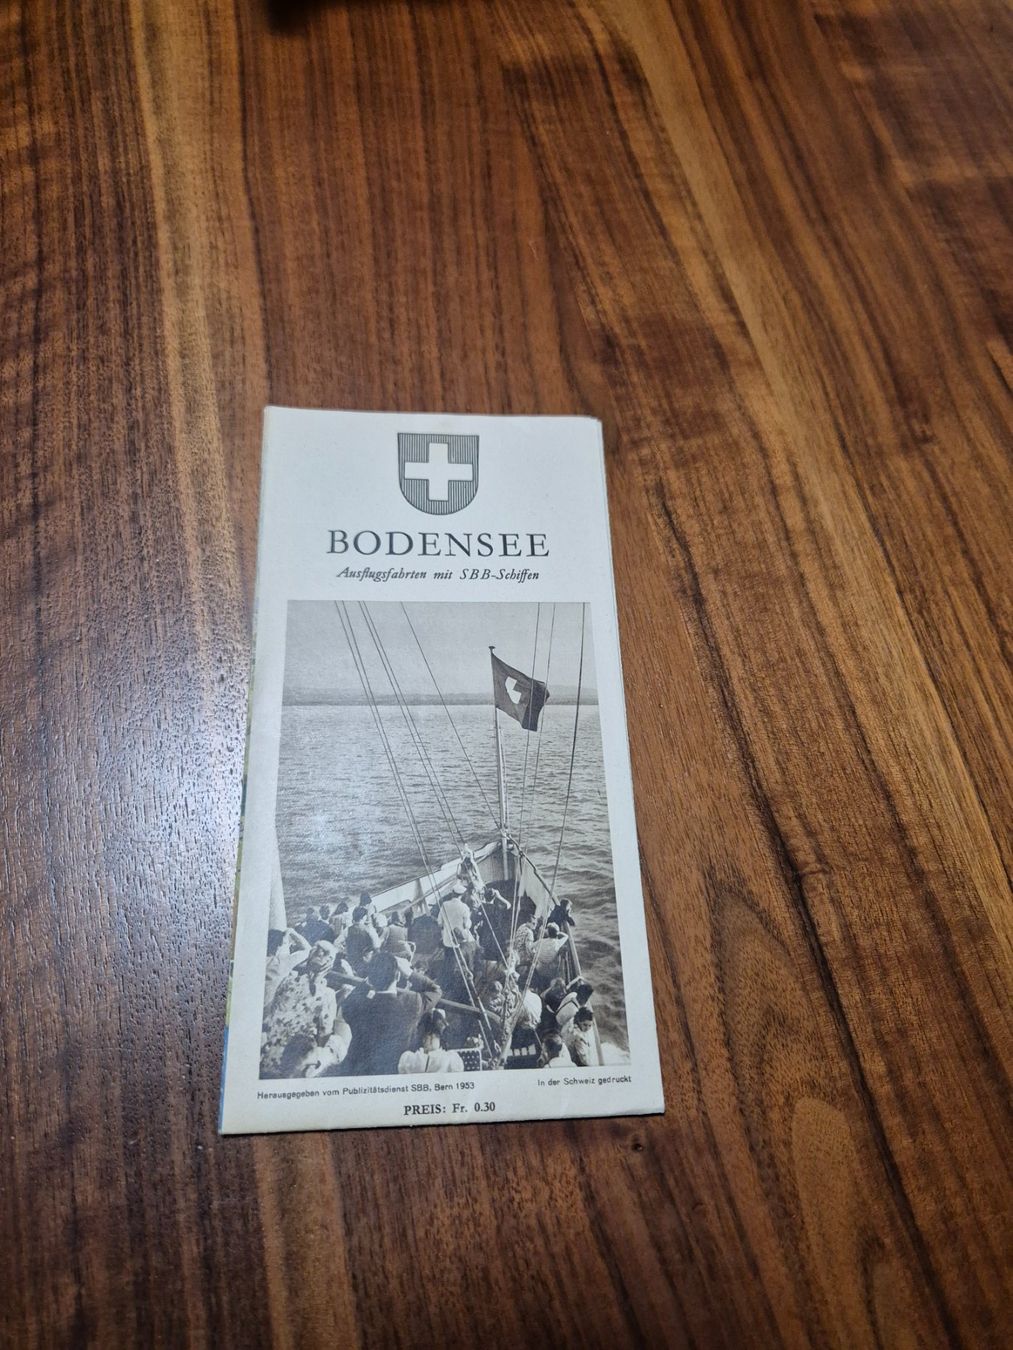 BODENSEE
Ausflugsfahrten mit SBB-Schiffen
Herausgegeben vom Publizitätsdienst SBB, Bern 1953
In der Schweiz gedruckt
PREIS: Fr. 0.30